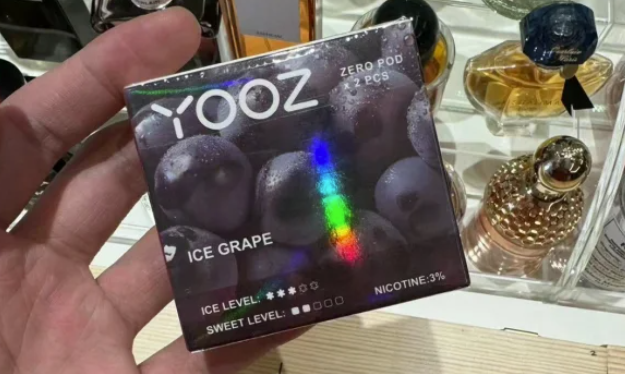 YOOZ
ZERO POD
2 PCS
ICE GRAPE
ICE LEVEL:
SWEET LEVEL:
NICOTINE:3%